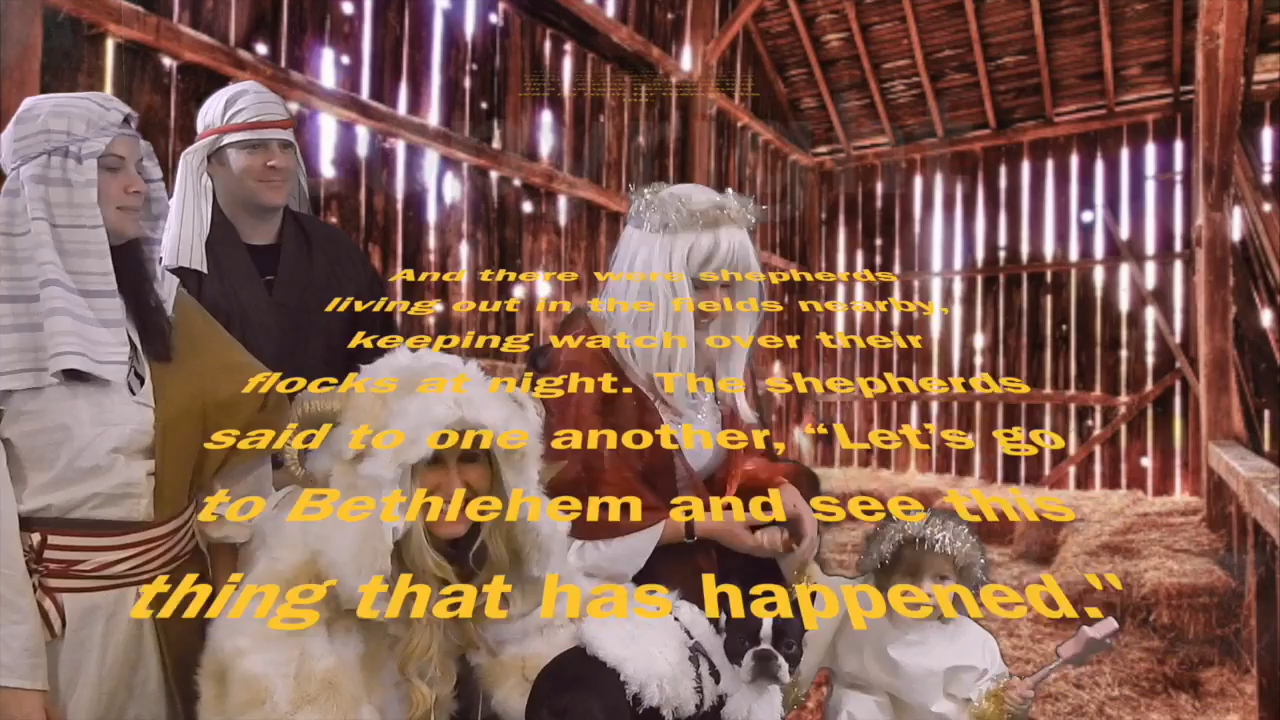 And there were shepherds
living out in the fields nearby,
keeping watch over their
flocks at night. The shepherds
said to one another, “Let’s go
to Bethlehem and see this
thing that has happened."